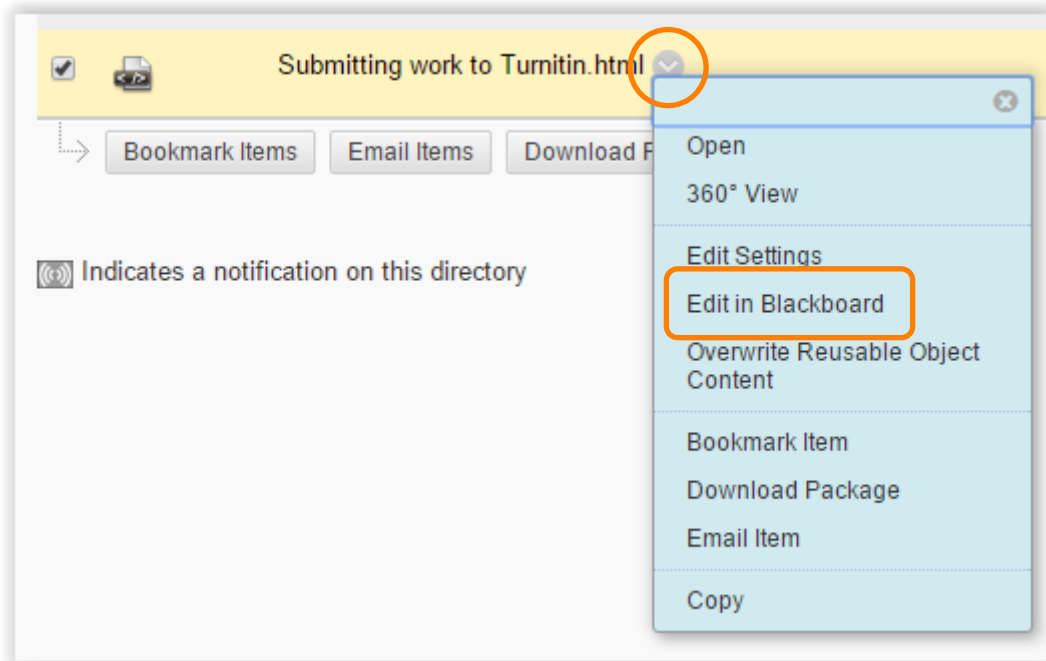 Submitting work to Turnitin.html
Bookmark Items
Email Items
Download
Indicates a notification on this directory
Open
360° View
Edit Settings
Edit in Blackboard
Overwrite Reusable Object
Content
Bookmark Item
Download Package
Email Item
Copy